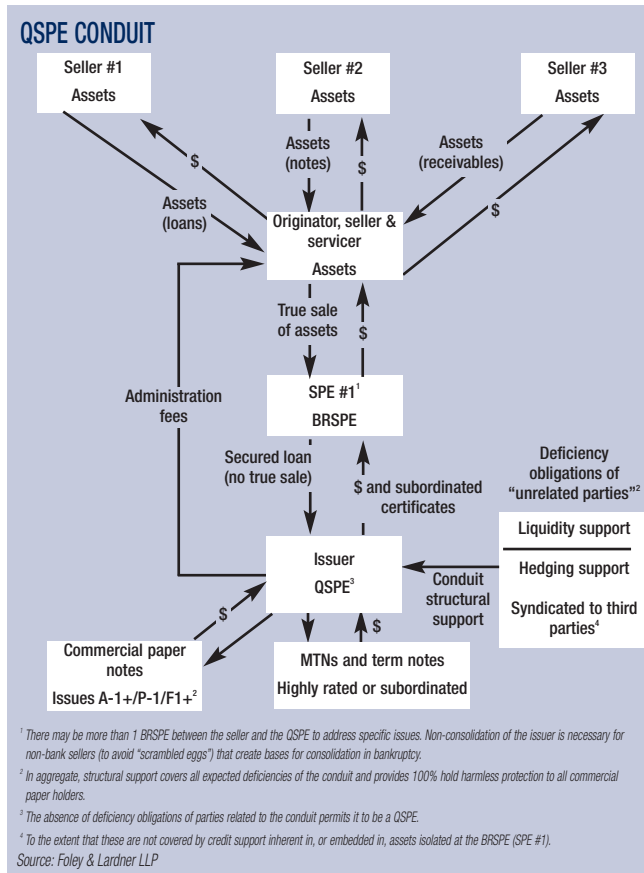 QSPE CONDUIT
Seller #1
Assets
Seller #2
Assets
Seller #3
Assets
$
Assets
(loans)
Assets
(notes)
$
Assets
(receivables)
$
Originator, seller &
servicer
Assets
True sale
of assets
$
Administration
fees
SPE #1¹
BRSPE
Secured loan
(no true sale)
$ and subordinated
certificates
Deficiency
obligations of
“unrelated parties”²
Liquidity support
Hedging support
Syndicated to third
parties⁴
Issuer
QSPE³
Conduit
structural
support
$
$
Commercial paper
notes
Issues A-1+/P-1/F1+²
MTNs and term notes
Highly rated or subordinated
¹ There may be more than 1 BRSPE between the seller and the QSPE to address specific issues. Non-consolidation of the issuer is necessary for
non-bank sellers (to avoid “scrambled eggs”) that create bases for consolidation in bankruptcy.
² In aggregate, structural support covers all expected deficiencies of the conduit and provides 100% hold harmless protection to all commercial
paper holders.
³ The absence of deficiency obligations of parties related to the conduit permits it to be a QSPE.
⁴ To the extent that these are not covered by credit support inherent in, or embedded in, assets isolated at the BRSPE (SPE #1).
Source: Foley & Lardner LLP